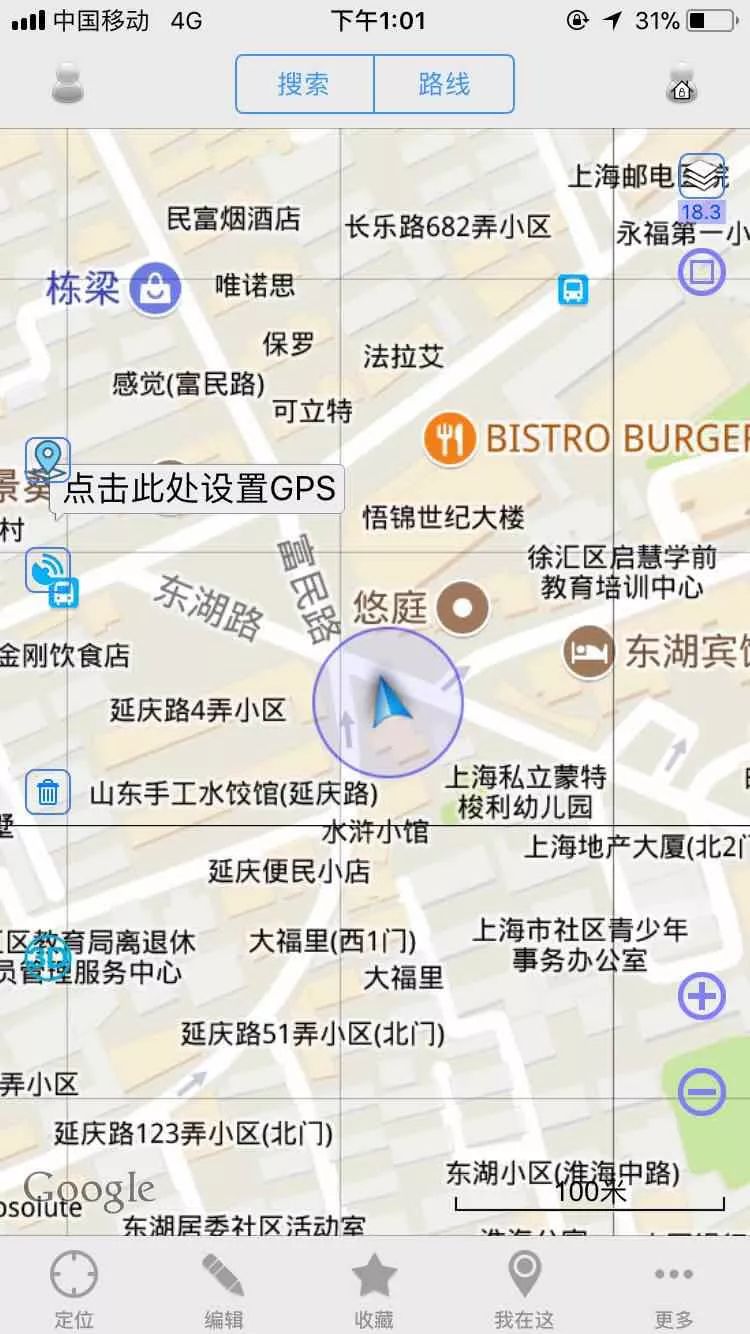 中国移动 4G 下午1:01 31%
搜索 路线
上海邮电
18.3
民富烟酒店
长乐路682弄小区
永福第一小
栋梁
唯诺思
保罗
法拉艾
感觉(富民路)
可立特
BISTRO BURGER
景葵
点击此处设置GPS
村
悟锦世纪大楼
徐汇区启慧学前
教育培训中心
富民路
东湖路
悠庭
金刚饮食店
东湖宾馆
延庆路4弄小区
山东手工水饺馆(延庆路)
上海私立蒙特
梭利幼儿园
水浒小馆
上海地产大厦(北2门
延庆便民小店
区教育局离退休
员管理服务中心
3D
大福里(西1门)
上海市社区青少年
事务办公室
大福里
延庆路51弄小区(北门)
弄小区
延庆路123弄小区(北门)
东湖小区(淮海中路)
100米
Google
osolute
东湖居委社区活动室
定位 编辑 收藏 我在这 更多